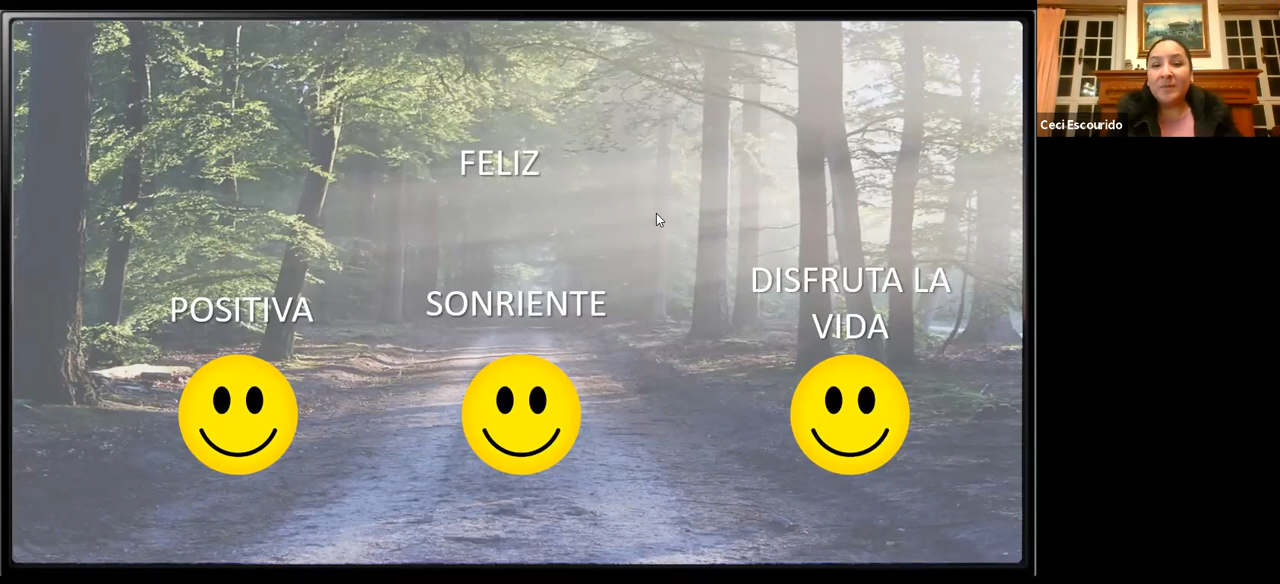 FELIZ
POSITIVA
SONRIENTE
DISFRUTA LA
VIDA
Ceci Escourido